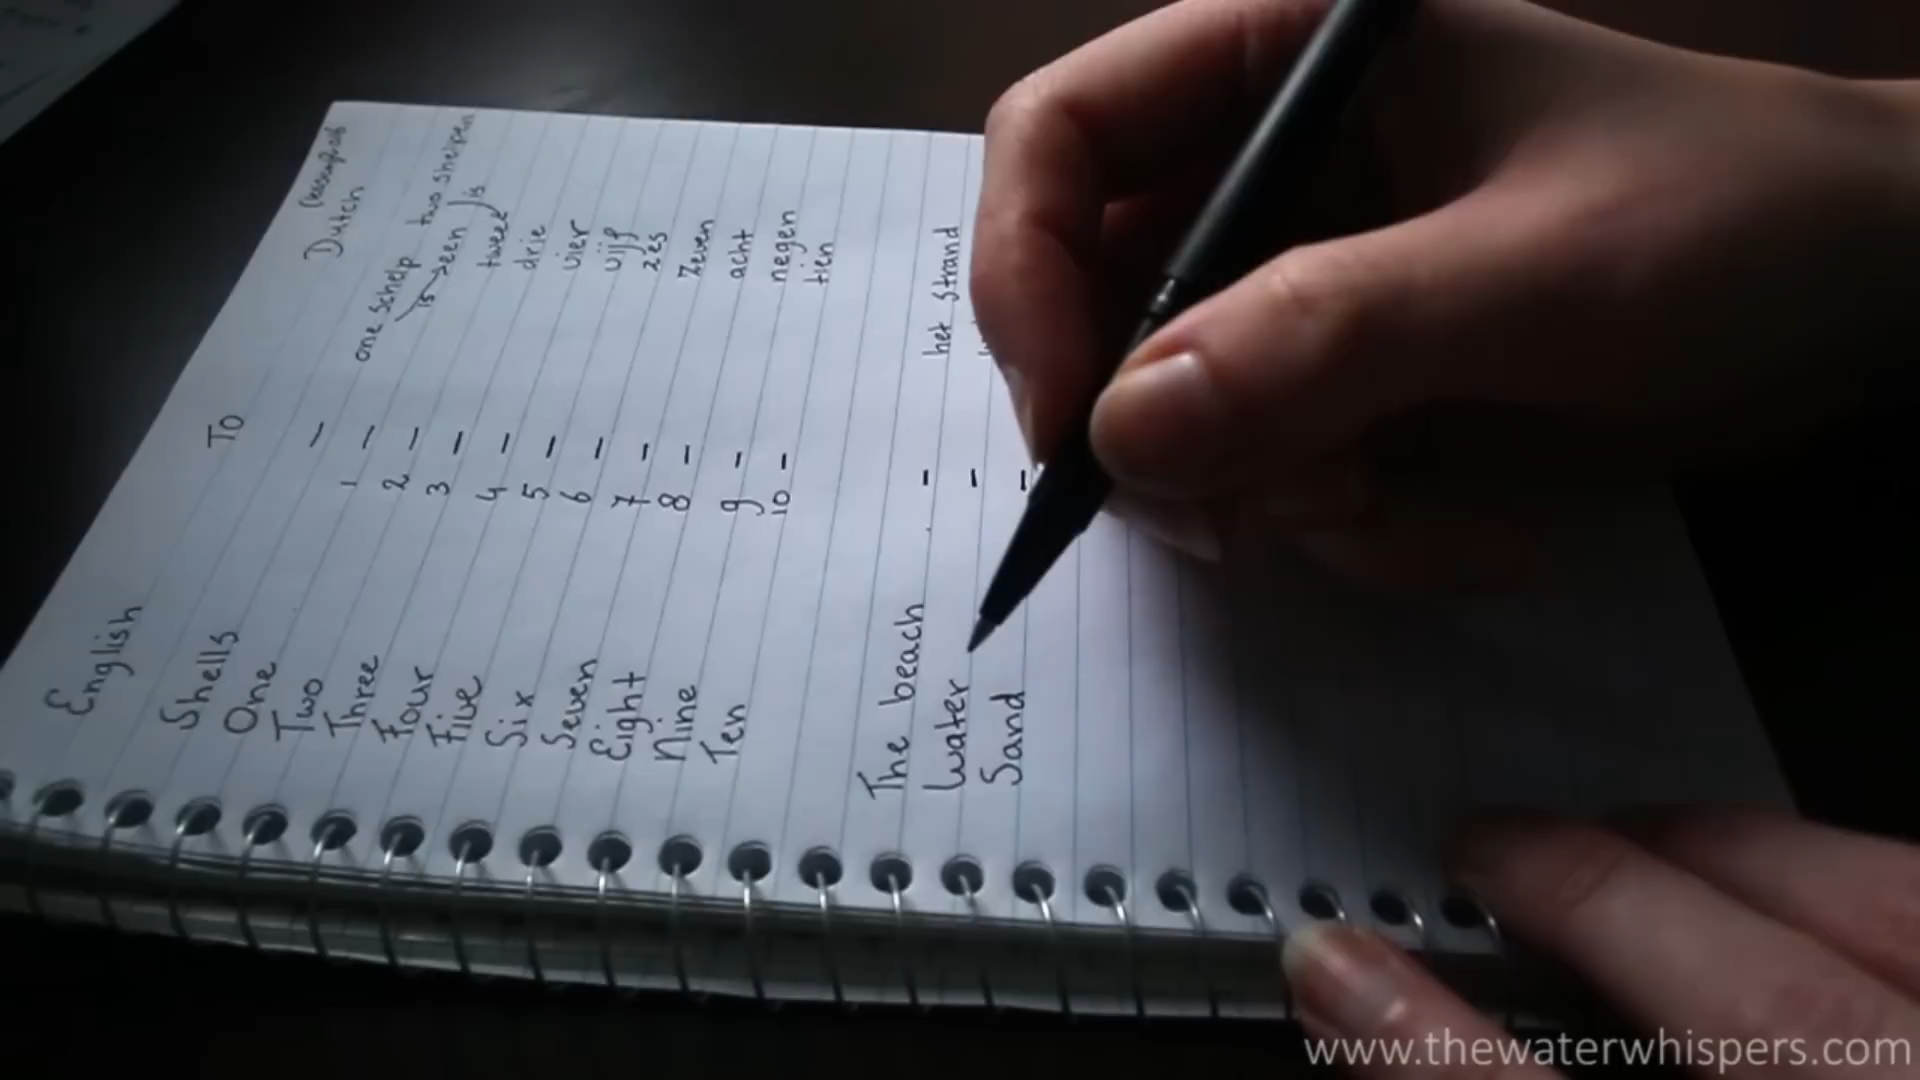 English TO Dutch
Shells - one schelp two shelpen
is is
One 1 - een
Two 2 - twee
Three 3 - drie
Four 4 - vier
Five 5 - vijf
Six 6 - zes
Seven 7 - zeven
Eight 8 - acht
Nine 9 - negen
Ten 10 - tien
The beach - het strand
Water -
Sand -
www.thewaterwhispers.com